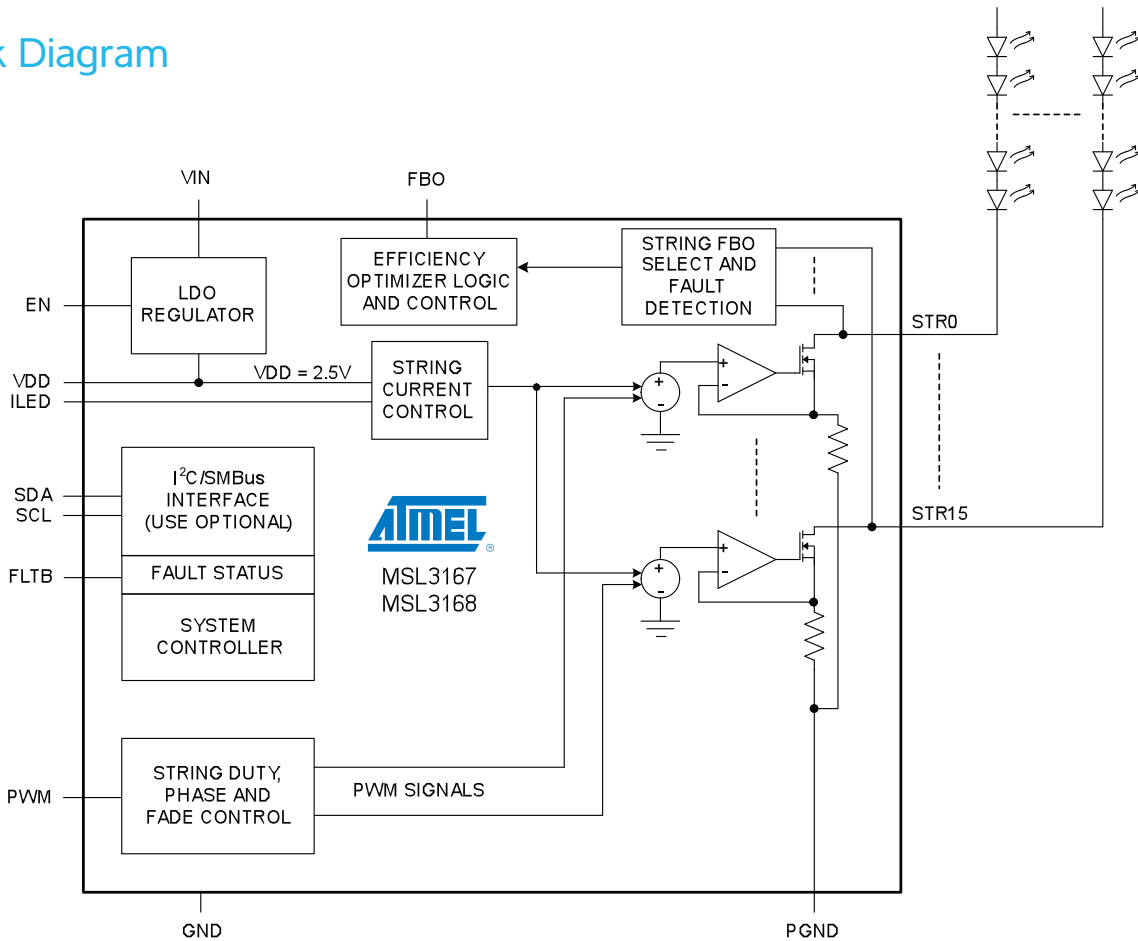 k Diagram
VIN
FBO
EFFICIENCY
OPTIMIZER LOGIC
AND CONTROL
STRING FBO
SELECT AND
FAULT
DETECTION
EN
LDO
REGULATOR
STR0
VDD
VDD = 2.5V
ILED
STRING
CURRENT
CONTROL
+
-
+
-
SDA
SCL
I²C/SMBus
INTERFACE
(USE OPTIONAL)
ATMEL
®
STR15
FLTB
FAULT STATUS
MSL3167
MSL3168
+
-
+
-
SYSTEM
CONTROLLER
PWM
STRING DUTY,
PHASE AND
FADE CONTROL
PWM SIGNALS
GND
PGND